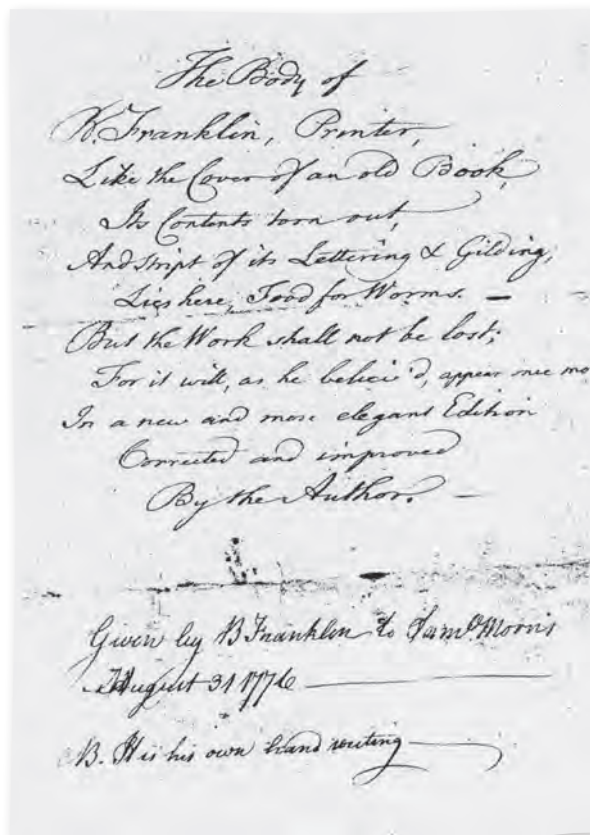 The Body of
B. Franklin, Printer,
Like the Cover of an old Book,
Its Contents torn out,
And stript of its Lettering & Gilding,
Lies here, Food for Worms. —
But the Work shall not be lost;
For it will, as he believ'd, appear once mo
In a new and more elegant Edition
Corrected and improved
By the Author. —
Given by B Franklin to Saml Morris
August 31 1776
B. It is his own hand writing